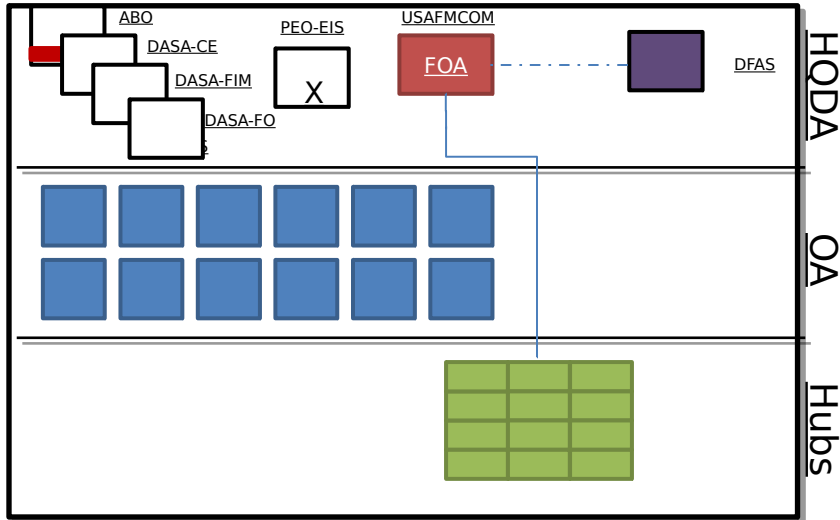 ABO
PEO-EIS
USAFMCOM
DASA-CE
DASA-FIM
FOA
DFAS
X
DASA-FO
S
HQDA
OA
Hubs